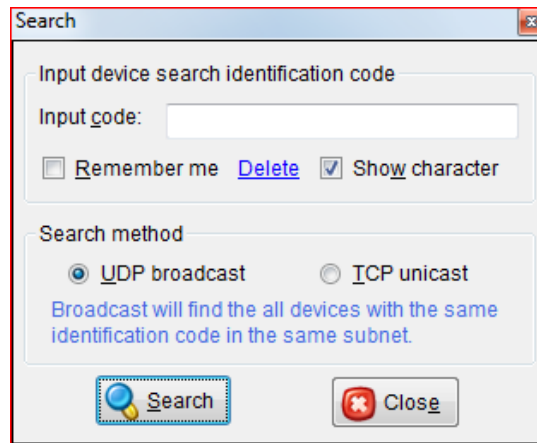 Search
Input device search identification code
Input code:
Remember me Delete Show character
Search method
UDP broadcast TCP unicast
Broadcast will find the all devices with the same
identification code in the same subnet.
Search Close